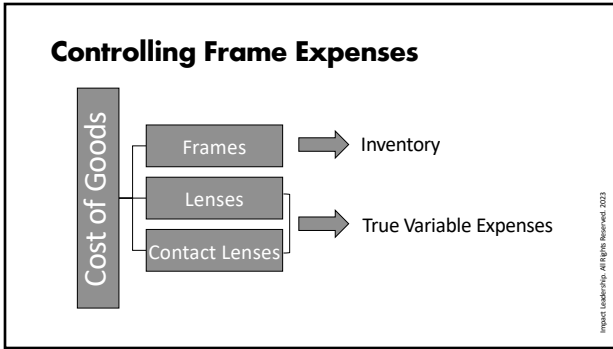 Controlling Frame Expenses
Cost of Goods
Frames
Inventory
Lenses
True Variable Expenses
Contact Lenses
Impact Leadership. All Rights Reserved. 2023